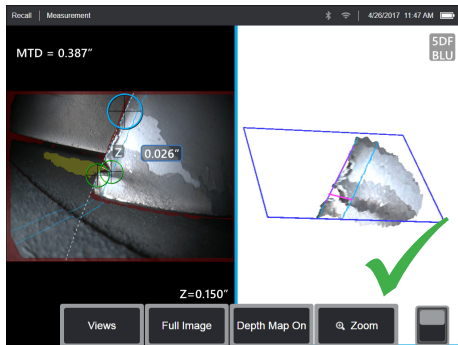 Recall | Measurement
4/26/2017 11:47 AM
MTD = 0.387"
5DF
BLU
Z
0.026"
Z=0.150"
Views
Full Image
Depth Map On
Zoom